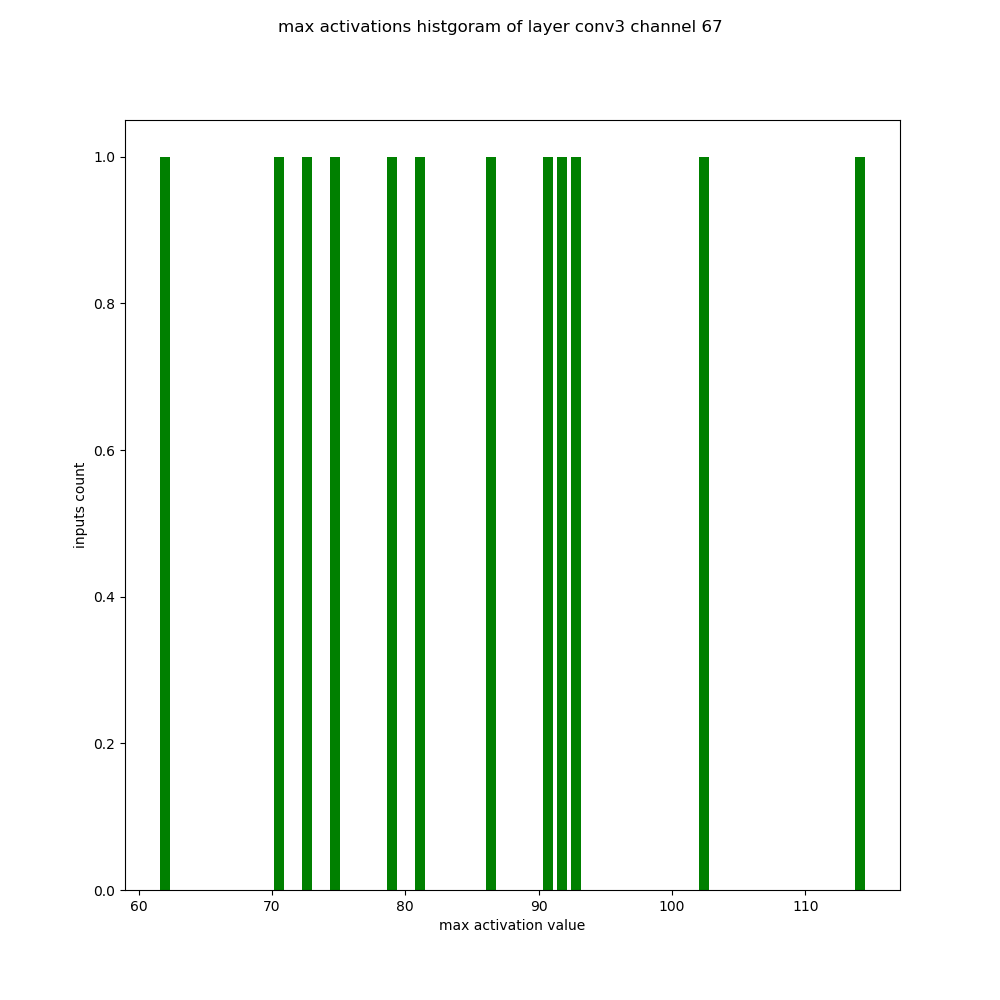 max activations histgoram of layer conv3 channel 67
1.0
0.8
0.6
0.4
0.2
0.0
inputs count
60 70 80 90 100 110
max activation value